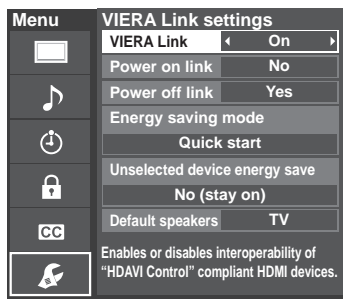 Menu
VIERA Link settings
VIERA Link On
Power on link No
Power off link Yes
Energy saving mode
Quick start
Unselected device energy save
No (stay on)
Default speakers TV
CC
Enables or disables interoperability of
“HDAVI Control” compliant HDMI devices.